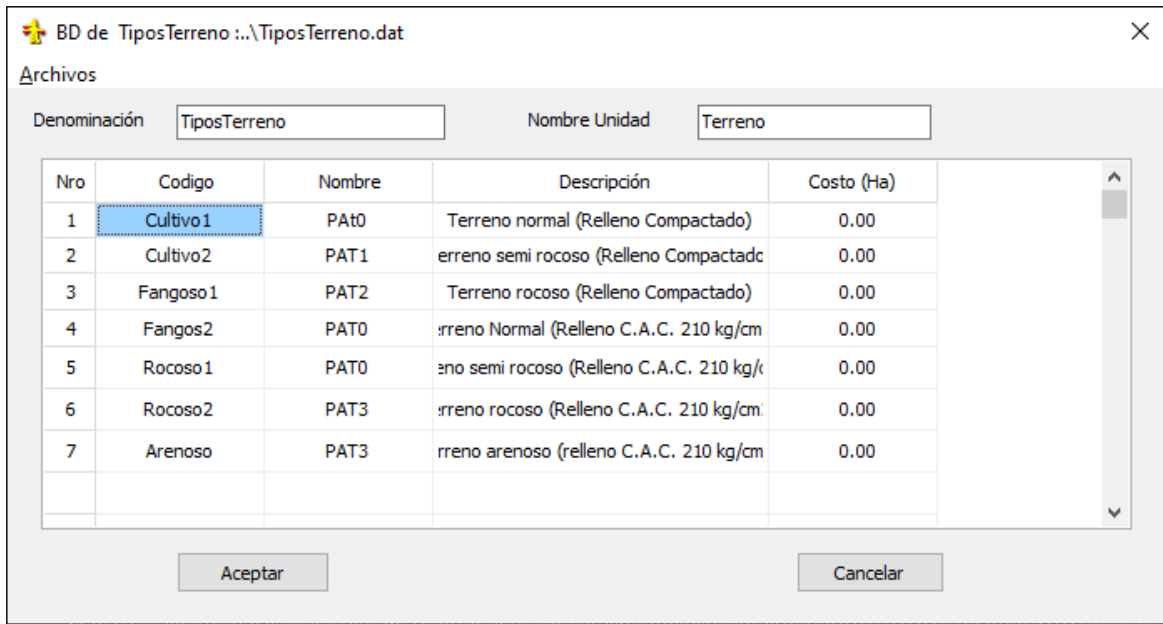 BD de TiposTerreno :..\TiposTerreno.dat
Archivos
Denominación TiposTerreno Nombre Unidad Terreno
Nro Codigo Nombre Descripción Costo (Ha)
1 Cultivo1 PAt0 Terreno normal (Relleno Compactado) 0.00
2 Cultivo2 PAT1 erreno semi rocoso (Relleno Compactado 0.00
3 Fangoso1 PAT2 Terreno rocoso (Relleno Compactado) 0.00
4 Fangos2 PAT0 erreno Normal (Relleno C.A.C. 210 kg/cm 0.00
5 Rocoso1 PAT0 eno semi rocoso (Relleno C.A.C. 210 kg/c 0.00
6 Rocoso2 PAT3 erreno rocoso (Relleno C.A.C. 210 kg/cm 0.00
7 Arenoso PAT3 rreno arenoso (relleno C.A.C. 210 kg/cm 0.00
Aceptar Cancelar